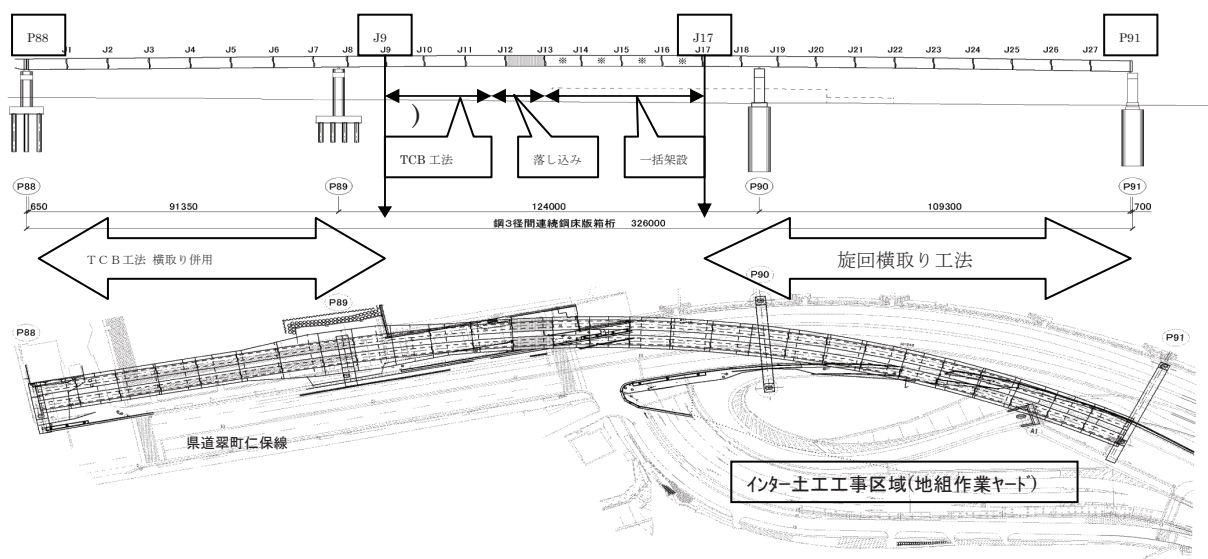 P88 J9 J17 P91
J1 J2 J3 J4 J5 J6 J7 J8 J9 J10 J11 J12 J13 J14 J15 J16 J17 J18 J19 J20 J21 J22 J23 J24 J25 J26 J27
※ ※ ※ ※
)
TCB 工法 落し込み 一括架設
P88 P89 P90 P91
650 91350 124000 109300 700
鋼3径間連続鋼床版箱桁 326000
TCB工法 横取り併用 旋回横取り工法
P90
P89
P88
P91
A1
県道翠町仁保線
インター土工工事区域(地組作業ヤード)